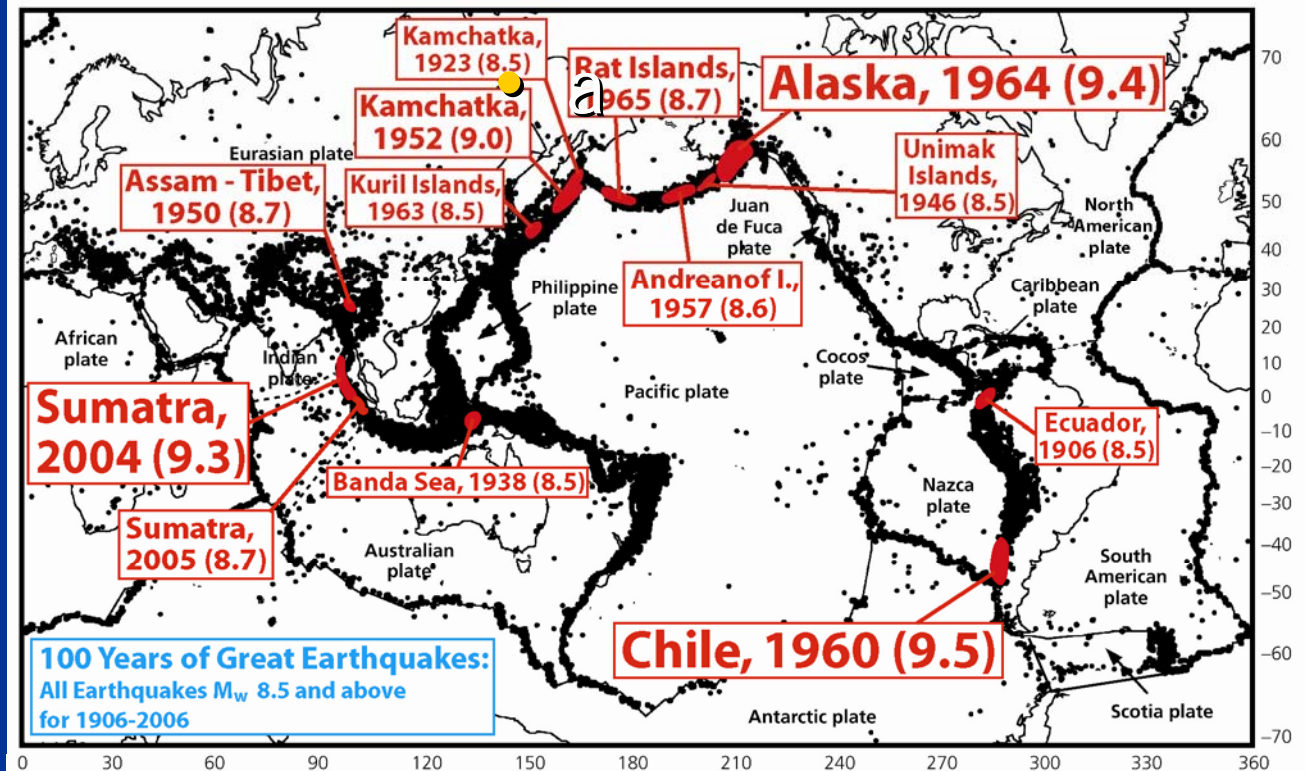 Kamchatka,
1923 (8.5)
a
Rat Islands,
1965 (8.7)
Alaska, 1964 (9.4)
Kamchatka,
1952 (9.0)
Eurasian plate
Unimak
Islands,
1946 (8.5)
Assam - Tibet,
1950 (8.7)
Kuril Islands,
1963 (8.5)
Juan
de Fuca
plate
North
American
plate
Philippine
plate
Andreanof I.,
1957 (8.6)
Caribbean
plate
African
plate
Indian
plate
Cocos
plate
Pacific plate
Sumatra,
2004 (9.3)
Ecuador,
1906 (8.5)
Banda Sea, 1938 (8.5)
Nazca
plate
Sumatra,
2005 (8.7)
Australian
plate
South
American
plate
Chile, 1960 (9.5)
100 Years of Great Earthquakes:
All Earthquakes Mw 8.5 and above
for 1906-2006
Antarctic plate
Scotia plate
70
60
50
40
30
20
10
0
−10
−20
−30
−40
−50
−60
−70
0 30 60 90 120 150 180 210 240 270 300 330 360